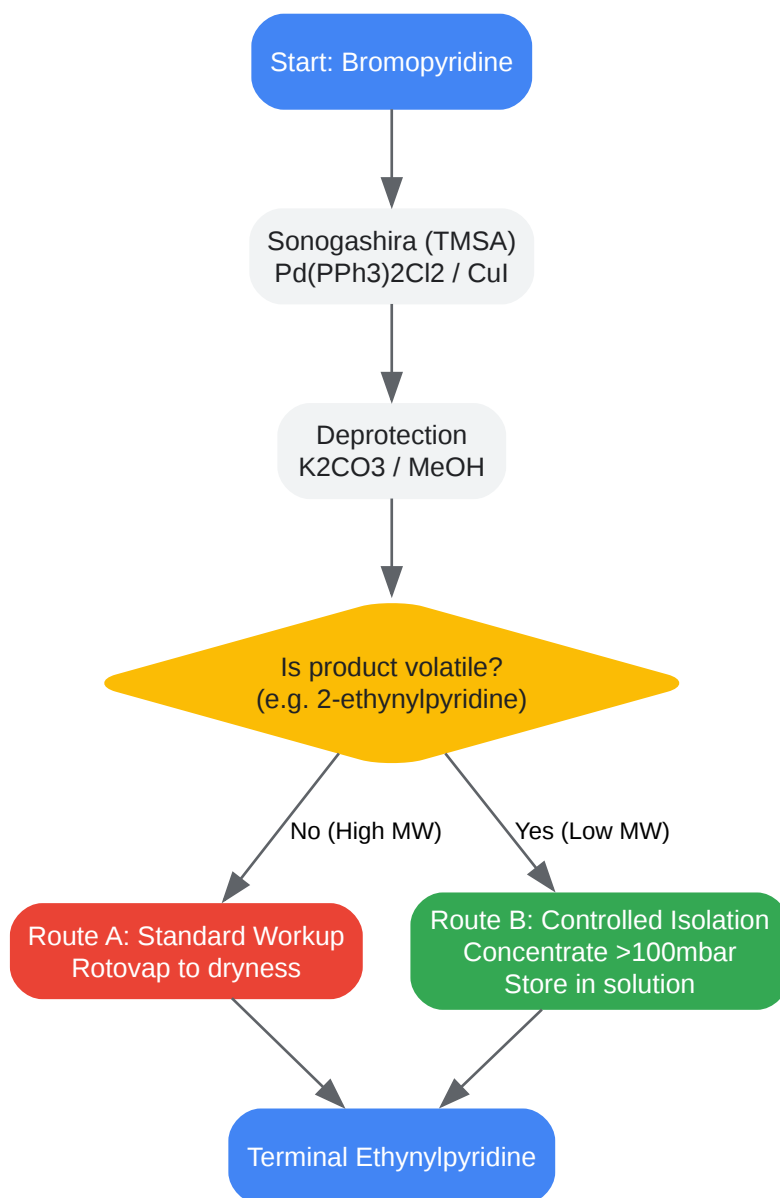 Start: Bromopyridine
Sonogashira (TMSA)
Pd(PPh3)2Cl2 / CuI
Deprotection
K2CO3 / MeOH
Is product volatile?
(e.g. 2-ethynylpyridine)
No (High MW)
Yes (Low MW)
Route A: Standard Workup
Rotovap to dryness
Route B: Controlled Isolation
Concentrate >100mbar
Store in solution
Terminal Ethynylpyridine